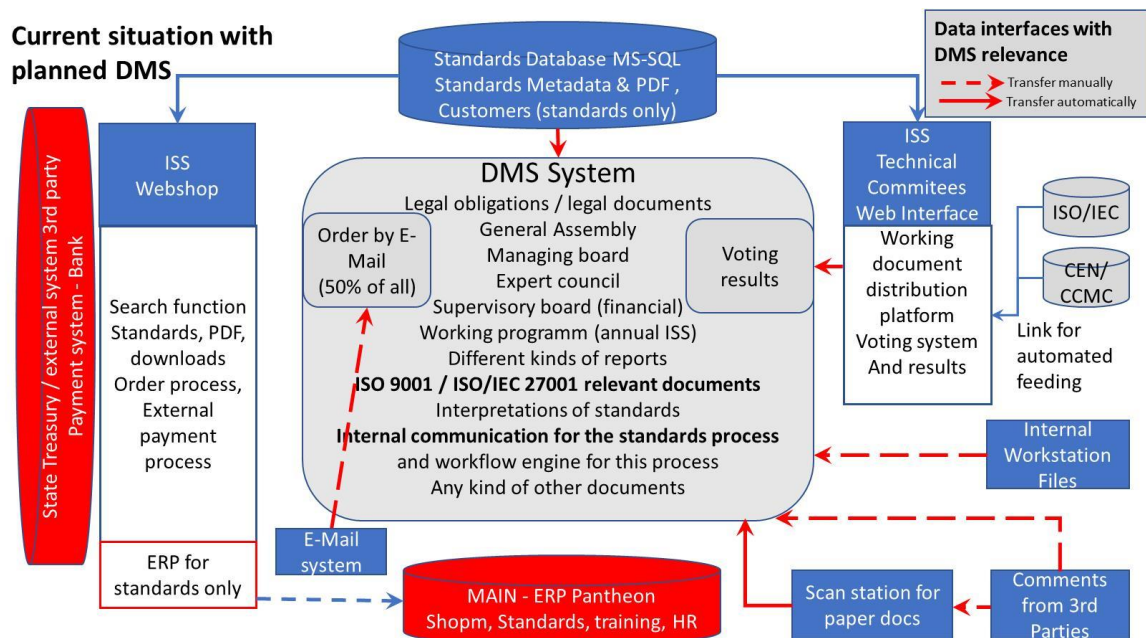 Current situation with
planned DMS
Standards Database MS-SQL
Standards Metadata & PDF ,
Customers (standards only)
Data interfaces with
DMS relevance
Transfer manually
Transfer automatically
State Treasury / external system 3rd party
Payment system - Bank
ISS
Webshop
Search function
Standards, PDF,
downloads
Order process,
External
payment
process
ERP for
standards only
DMS System
Legal obligations / legal documents
General Assembly
Managing board
Expert council
Supervisory board (financial)
Working programm (annual ISS)
Different kinds of reports
ISO 9001 / ISO/IEC 27001 relevant documents
Interpretations of standards
Internal communication for the standards process
and workflow engine for this process
Any kind of other documents
Order by E-
Mail
(50% of all)
Voting
results
ISS
Technical
Commitees
Web Interface
Working
document
distribution
platform
Voting system
And results
ISO/IEC
CEN/
CCMC
Link for
automated
feeding
Internal
Workstation
Files
E-Mail
system
MAIN - ERP Pantheon
Shopm, Standards, training, HR
Scan station for
paper docs
Comments
from 3rd
Parties